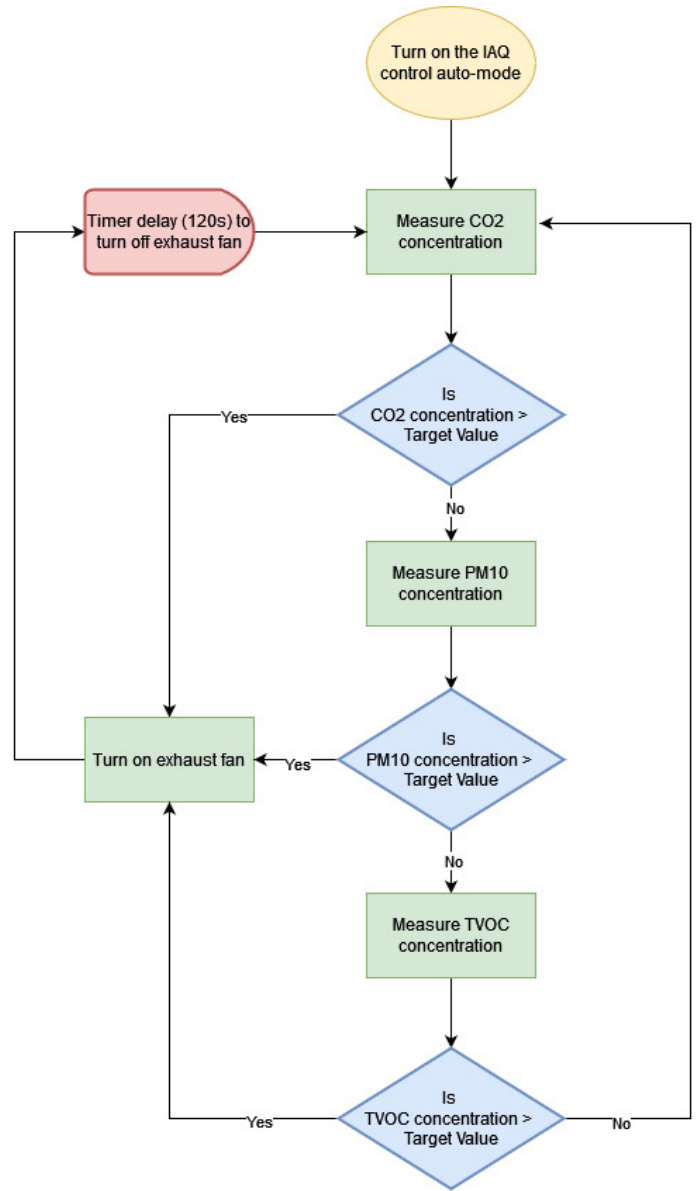 Turn on the IAQ
control auto-mode
Timer delay (120s) to
turn off exhaust fan
Measure CO2
concentration
Is
CO2 concentration >
Target Value
Yes
No
Measure PM10
concentration
Is
PM10 concentration >
Target Value
Yes
Turn on exhaust fan
No
Measure TVOC
concentration
Is
TVOC concentration >
Target Value
Yes
No